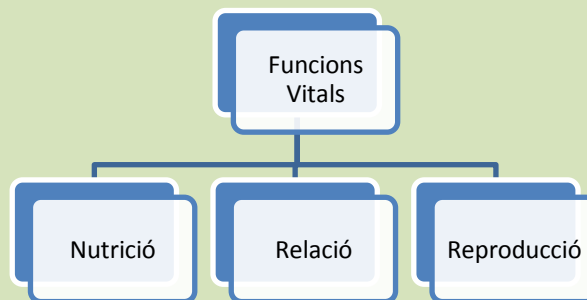 Funcions
Vitals
Nutrició
Relació
Reproducció